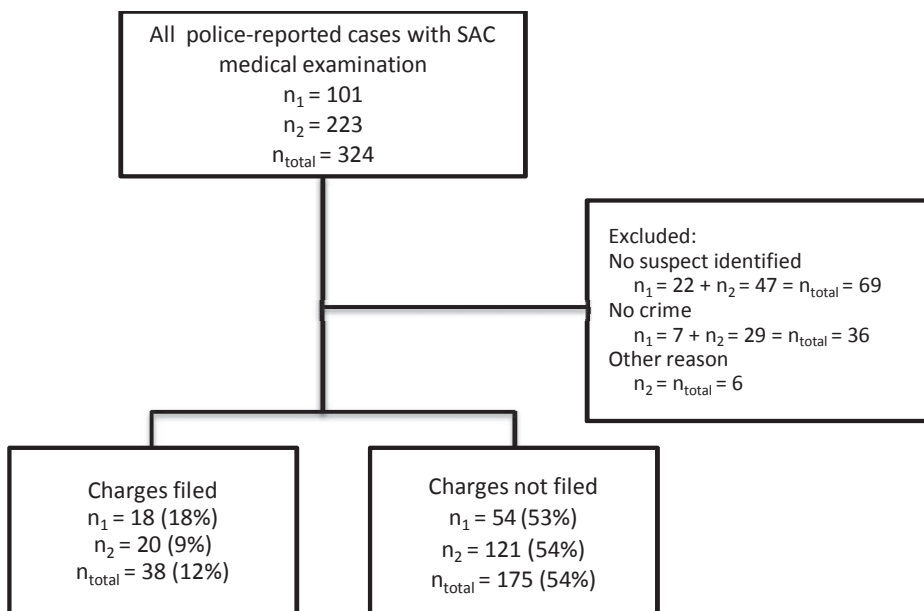 All police-reported cases with SAC
medical examination
n₁ = 101
n₂ = 223
nₜₒₜₐₗ = 324
Excluded:
No suspect identified
n₁ = 22 + n₂ = 47 = nₜₒₜₐₗ = 69
No crime
n₁ = 7 + n₂ = 29 = nₜₒₜₐₗ = 36
Other reason
n₂ = nₜₒₜₐₗ = 6
Charges filed
n₁ = 18 (18%)
n₂ = 20 (9%)
nₜₒₜₐₗ = 38 (12%)
Charges not filed
n₁ = 54 (53%)
n₂ = 121 (54%)
nₜₒₜₐₗ = 175 (54%)